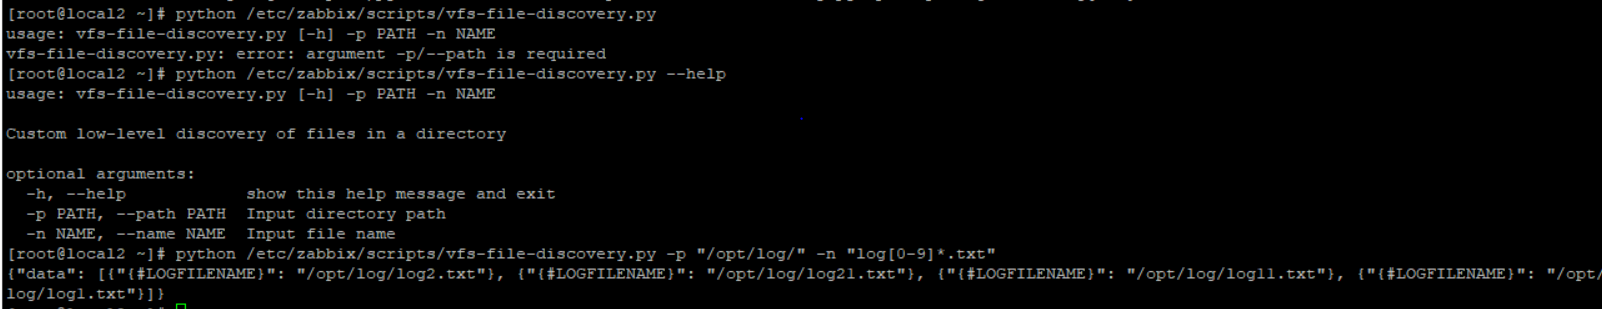 [root@local2 ~]# python /etc/zabbix/scripts/vfs-file-discovery.py
usage: vfs-file-discovery.py [-h] -p PATH -n NAME
vfs-file-discovery.py: error: argument -p/--path is required
[root@local2 ~]# python /etc/zabbix/scripts/vfs-file-discovery.py --help
usage: vfs-file-discovery.py [-h] -p PATH -n NAME
Custom low-level discovery of files in a directory
optional arguments:
-h, --help show this help message and exit
-p PATH, --path PATH Input directory path
-n NAME, --name NAME Input file name
[root@local2 ~]# python /etc/zabbix/scripts/vfs-file-discovery.py -p "/opt/log/" -n "log[0-9]*.txt"
{"data": [{"{#LOGFILENAME}": "/opt/log/log2.txt"}, {"{#LOGFILENAME}": "/opt/log/log21.txt"}, {"{#LOGFILENAME}": "/opt/log/log11.txt"}, {"{#LOGFILENAME}": "/opt/
log/log1.txt"}]}